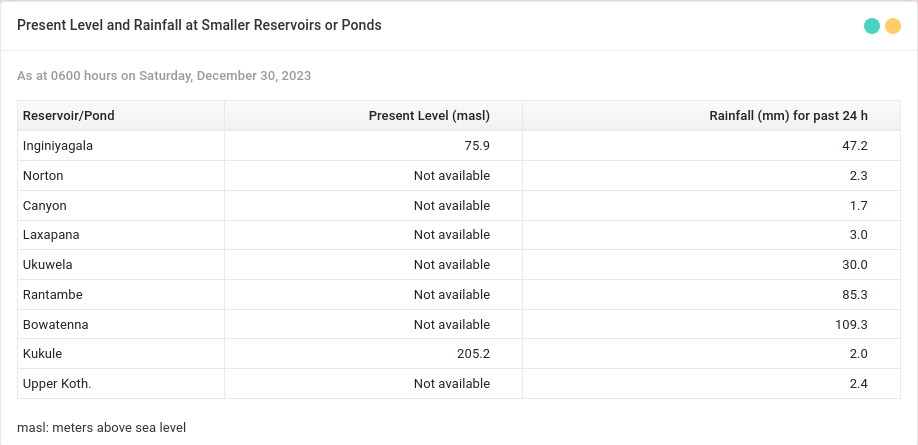 Present Level and Rainfall at Smaller Reservoirs or Ponds
As at 0600 hours on Saturday, December 30, 2023
Reservoir/Pond Present Level (masl) Rainfall (mm) for past 24 h
Inginiyagala 75.9 47.2
Norton Not available 2.3
Canyon Not available 1.7
Laxapana Not available 3.0
Ukuwela Not available 30.0
Rantambe Not available 85.3
Bowatenna Not available 109.3
Kukule 205.2 2.0
Upper Koth. Not available 2.4
masl: meters above sea level